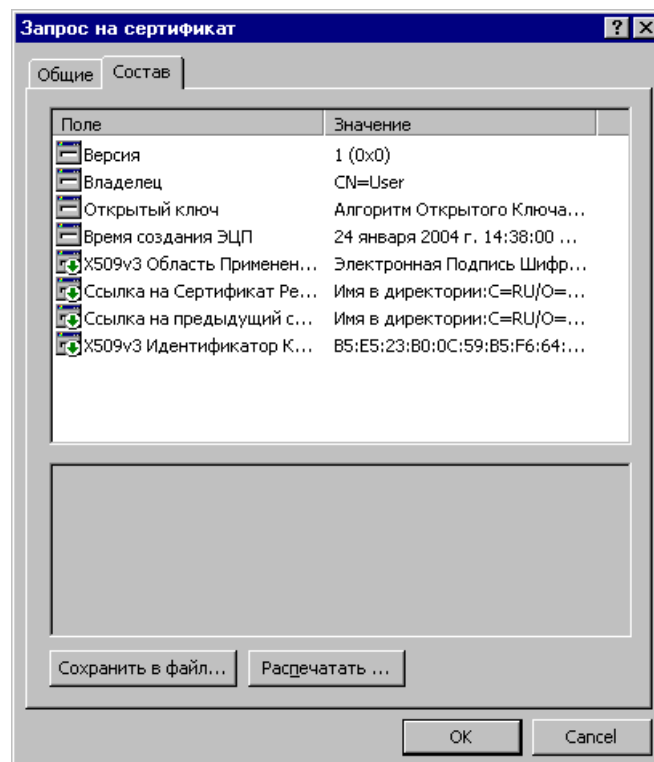 Запрос на сертификат
Общие Состав
Поле Значение
Версия 1 (0x0)
Владелец CN=User
Открытый ключ Алгоритм Открытого Ключа...
Время создания ЭЦП 24 января 2004 г. 14:38:00 ...
X509v3 Область Применен... Электронная Подпись Шифр...
Ссылка на Сертификат Ре... Имя в директории:C=RU/O=...
Ссылка на предыдущий с... Имя в директории:C=RU/O=...
X509v3 Идентификатор К... B5:E5:23:B0:0C:59:B5:F6:64:...
Сохранить в файл... Распечатать ...
OK Cancel